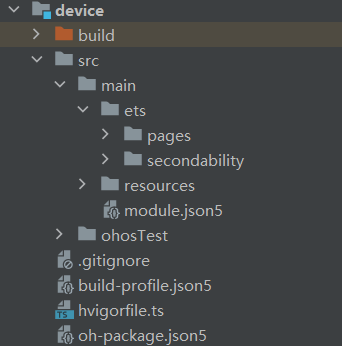 device
build
src
main
ets
pages
secondability
resources
module.json5
ohosTest
.gitignore
build-profile.json5
hvigorfile.ts
oh-package.json5